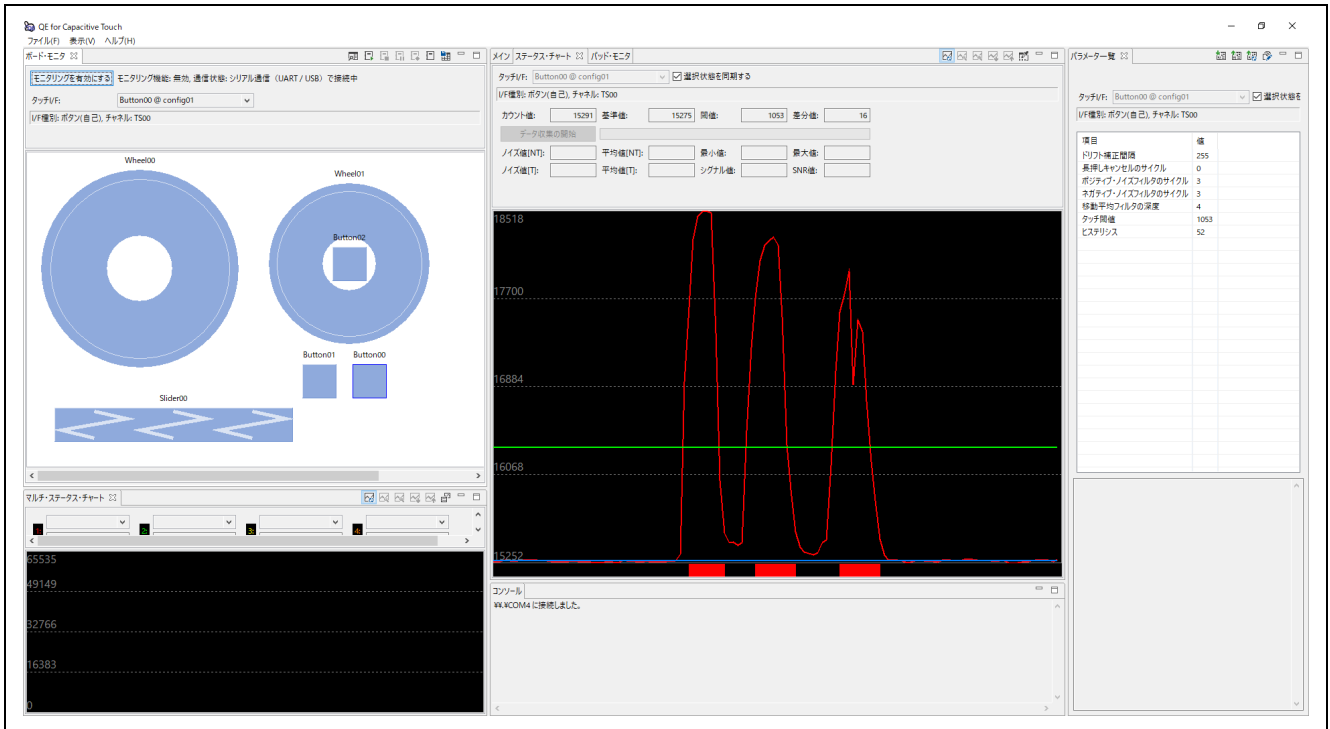 QE for Capacitive Touch
ファイル(F) 表示(V) ヘルプ(H)
ボード・モニタ
モニタリングを有効にする モニタリング機能: 無効, 通信状態: シリアル通信（UART / USB）で接続中
タッチI/F: Button00 @ config01
I/F種別: ボタン(自己), チャネル: TS00
Wheel00
Wheel01
Button02
Button01 Button00
Slider00
マルチ・ステータス・チャート
1: 2: 3: 4:
65535
49149
32766
16383
0
メイン ステータス・チャート パッド・モニタ
タッチI/F: Button00 @ config01 選択状態を同期する
I/F種別: ボタン(自己), チャネル: TS00
カウント値: 15291 基準値: 15275 閾値: 1053 差分値: 16
データ収集の開始
ノイズ値[NT]: 平均値[NT]: 最小値: 最大値:
ノイズ値[T]: 平均値[T]: シグナル値: SNR値:
18518
17700
16884
16068
15252
コンソール
¥¥.¥COM4 に接続しました。
パラメータ一覧
タッチI/F: Button00 @ config01 選択状態を
I/F種別: ボタン(自己), チャネル: TS00
項目 値
ドリフト補正間隔 255
長押しキャンセルのサイクル 0
ポジティブ・ノイズフィルタのサイクル 3
ネガティブ・ノイズフィルタのサイクル 3
移動平均フィルタの深度 4
タッチ閾値 1053
ヒステリシス 52